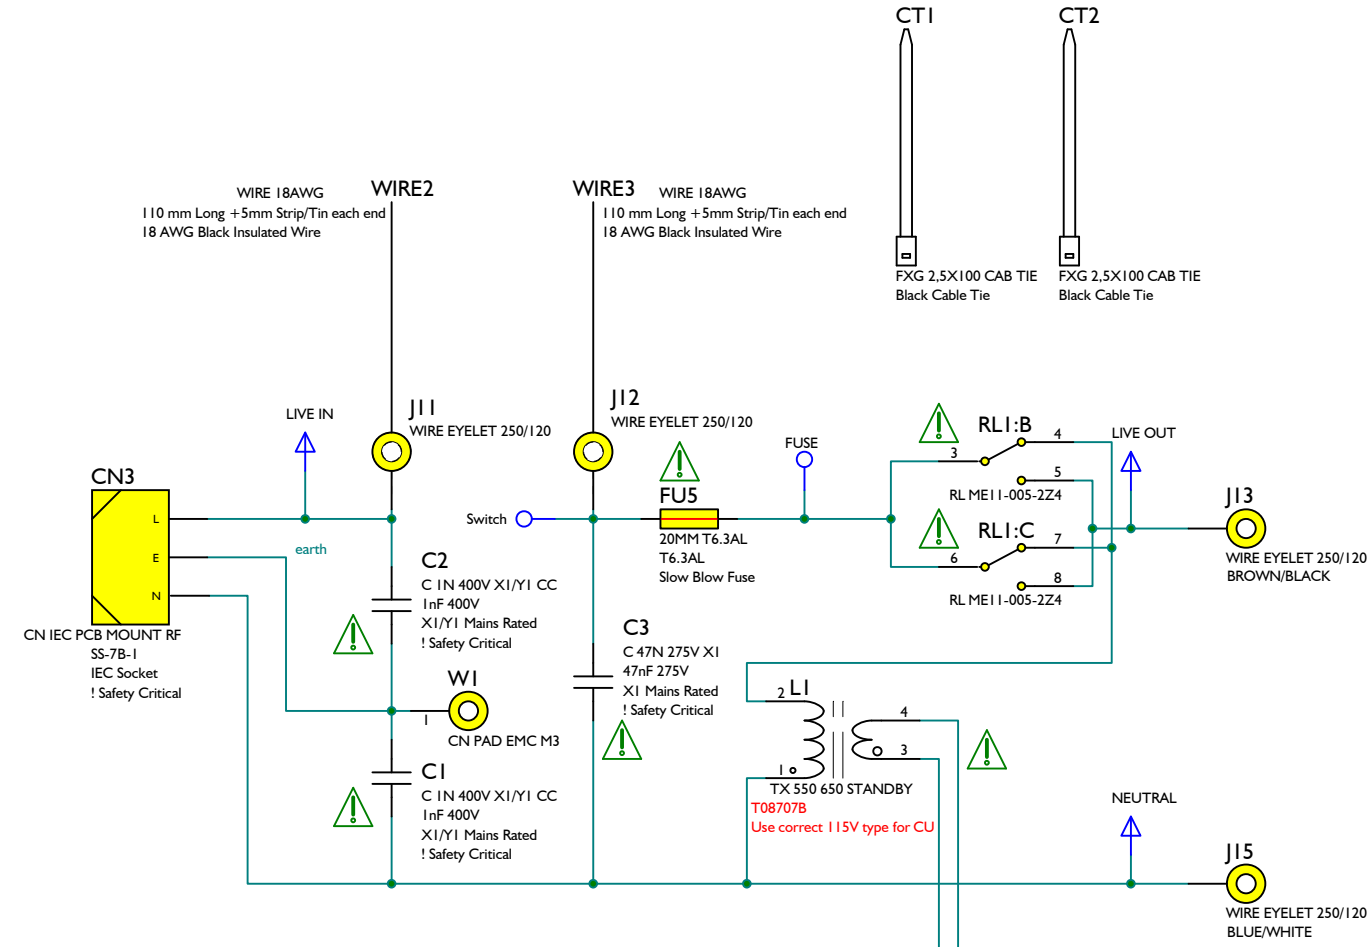 CT1
CT2
FXG 2,5X100 CAB TIE
Black Cable Tie
FXG 2,5X100 CAB TIE
Black Cable Tie
WIRE 18AWG
WIRE2
110 mm Long +5mm Strip/Tin each end
18 AWG Black Insulated Wire
WIRE3
WIRE 18AWG
110 mm Long +5mm Strip/Tin each end
18 AWG Black Insulated Wire
LIVE IN
J11
WIRE EYELET 250/120
J12
WIRE EYELET 250/120
CN3
L
E
N
earth
CN IEC PCB MOUNT RF
SS-7B-1
IEC Socket
! Safety Critical
Switch
FU5
20MM T6.3AL
T6.3AL
Slow Blow Fuse
FUSE
RL1:B
3
4
5
RL ME11-005-2Z4
RL1:C
6
7
8
RL ME11-005-2Z4
LIVE OUT
J13
WIRE EYELET 250/120
BROWN/BLACK
C2
C 1N 400V X1/Y1 CC
1nF 400V
X1/Y1 Mains Rated
! Safety Critical
W1
1
CN PAD EMC M3
C3
C 47N 275V X1
47nF 275V
X1 Mains Rated
! Safety Critical
C1
C 1N 400V X1/Y1 CC
1nF 400V
X1/Y1 Mains Rated
! Safety Critical
2
L1
4
3
1
TX 550 650 STANDBY
T08707B
Use correct 115V type for CU
NEUTRAL
J15
WIRE EYELET 250/120
BLUE/WHITE